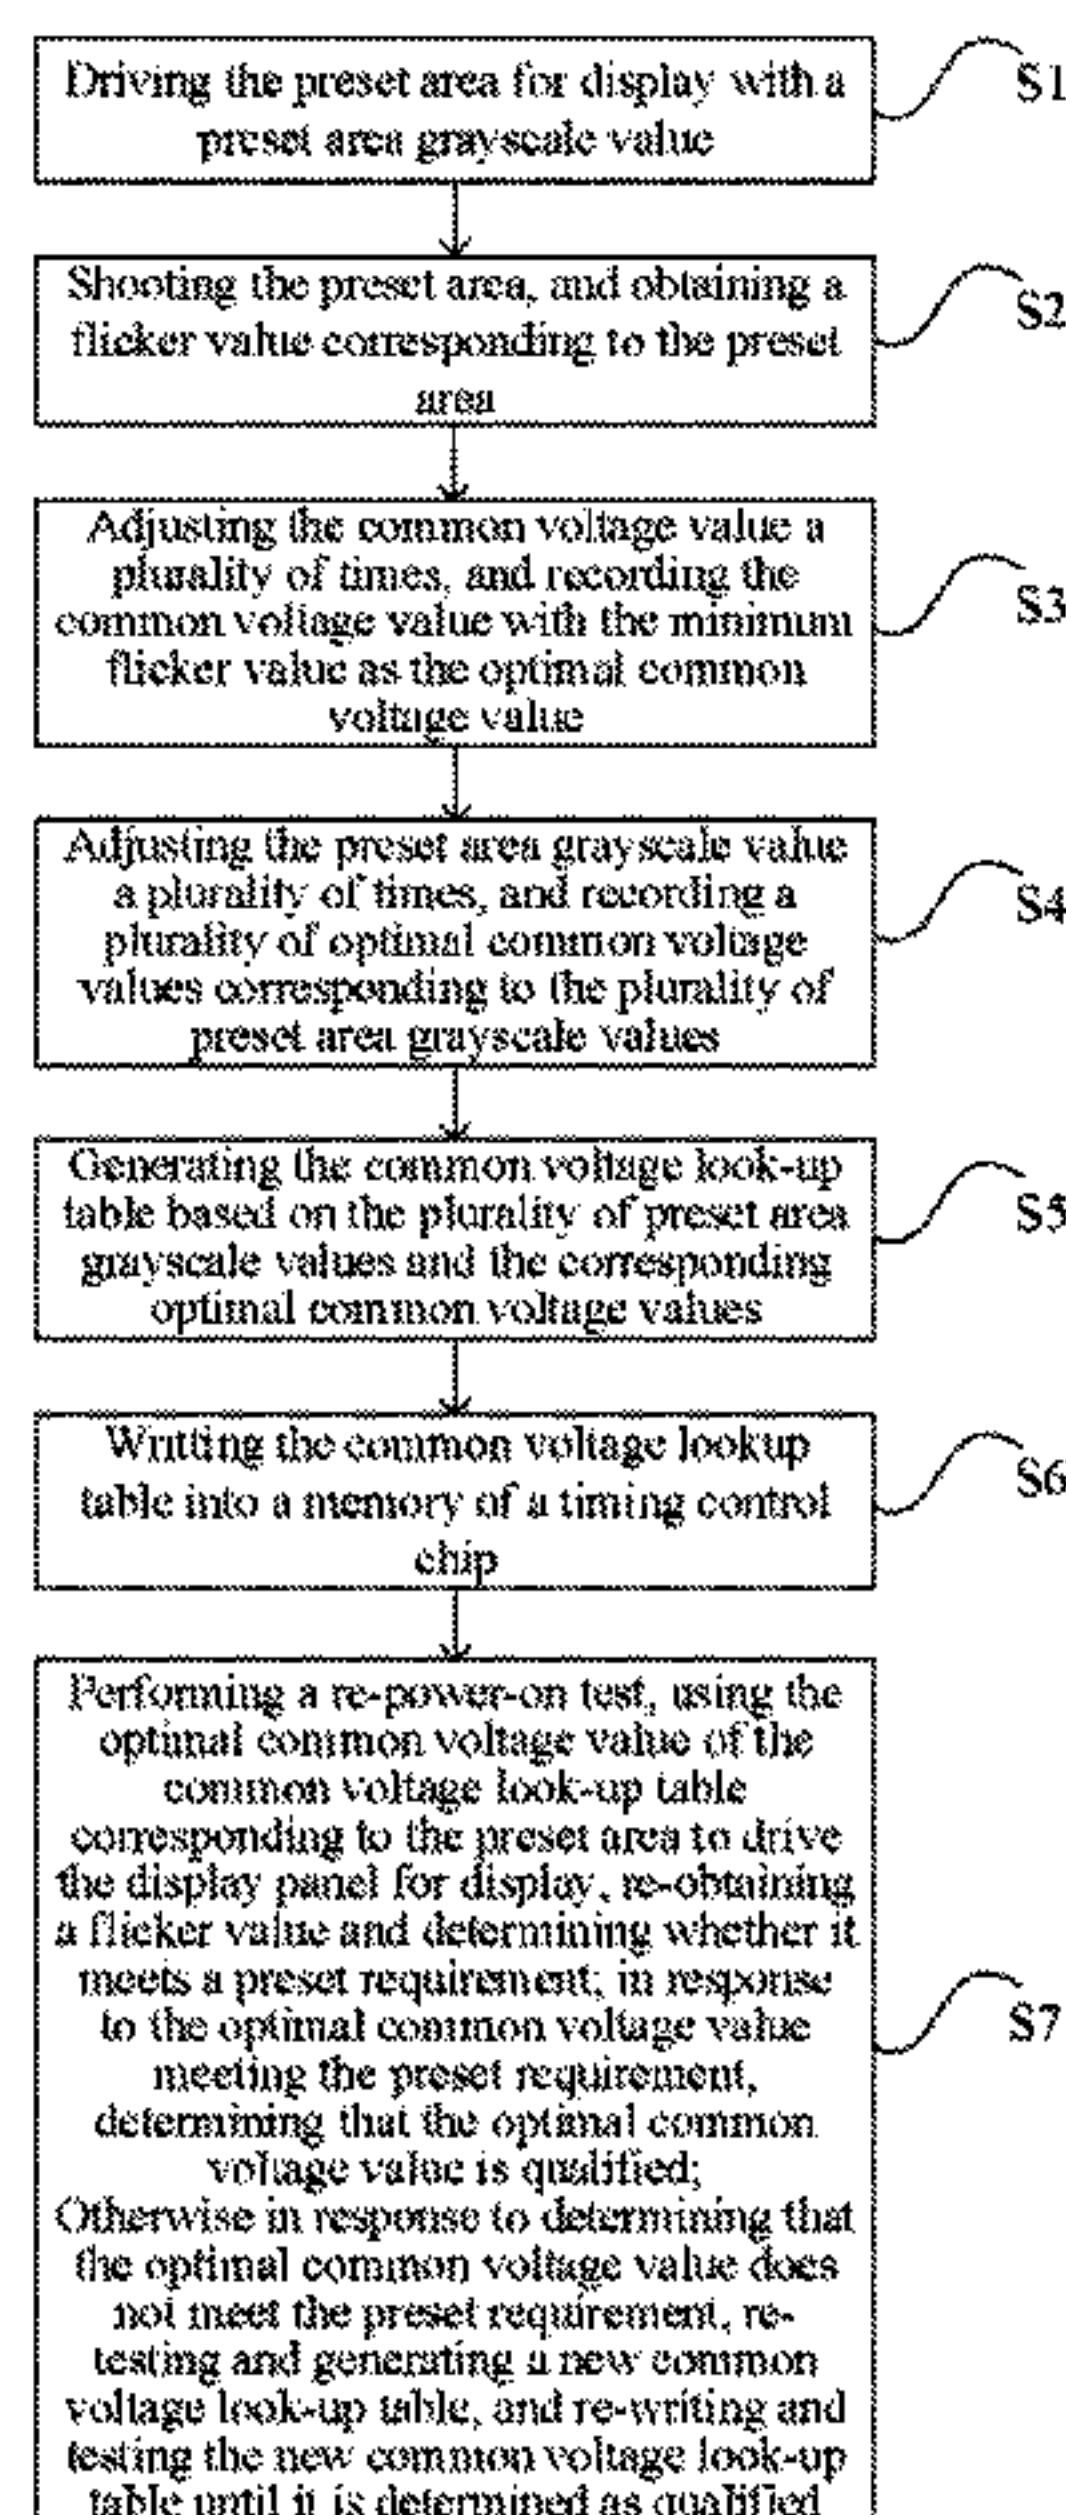 Driving the preset area for display with a
preset area grayscale value
S1
Shooting the preset area, and obtaining a
flicker value corresponding to the preset
area
S2
Adjusting the common voltage value a
plurality of times, and recording the
common voltage value with the minimum
flicker value as the optimal common
voltage value
S3
Adjusting the preset area grayscale value
a plurality of times, and recording a
plurality of optimal common voltage
values corresponding to the plurality of
preset area grayscale values
S4
Generating the common voltage look-up
table based on the plurality of preset area
grayscale values and the corresponding
optimal common voltage values
S5
Writting the common voltage lookup
table into a memory of a timing control
chip
S6
Performing a re-power-on test, using the
optimal common voltage value of the
common voltage look-up table
corresponding to the preset area to drive
the display panel for display, re-obtaining
a flicker value and determining whether it
meets a preset requirement; in response
to the optimal common voltage value
meeting the preset requirement,
determining that the optimal common
voltage value is qualified;
Otherwise in response to determining that
the optimal common voltage value does
not meet the preset requirement, re-
testing and generating a new common
voltage look-up table, and re-writing and
testing the new common voltage look-up
table until it is determined as qualified
S7